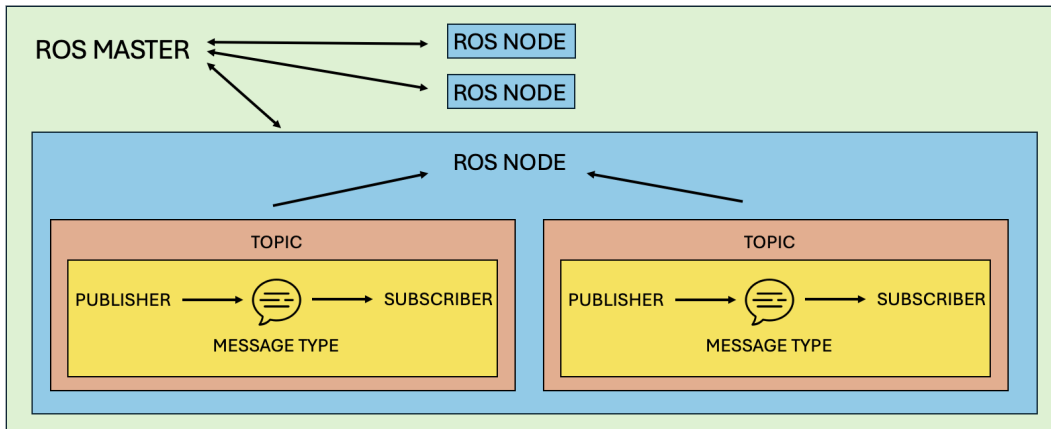 ROS MASTER
ROS NODE
ROS NODE
ROS NODE
TOPIC
PUBLISHER
SUBSCRIBER
MESSAGE TYPE
TOPIC
PUBLISHER
SUBSCRIBER
MESSAGE TYPE